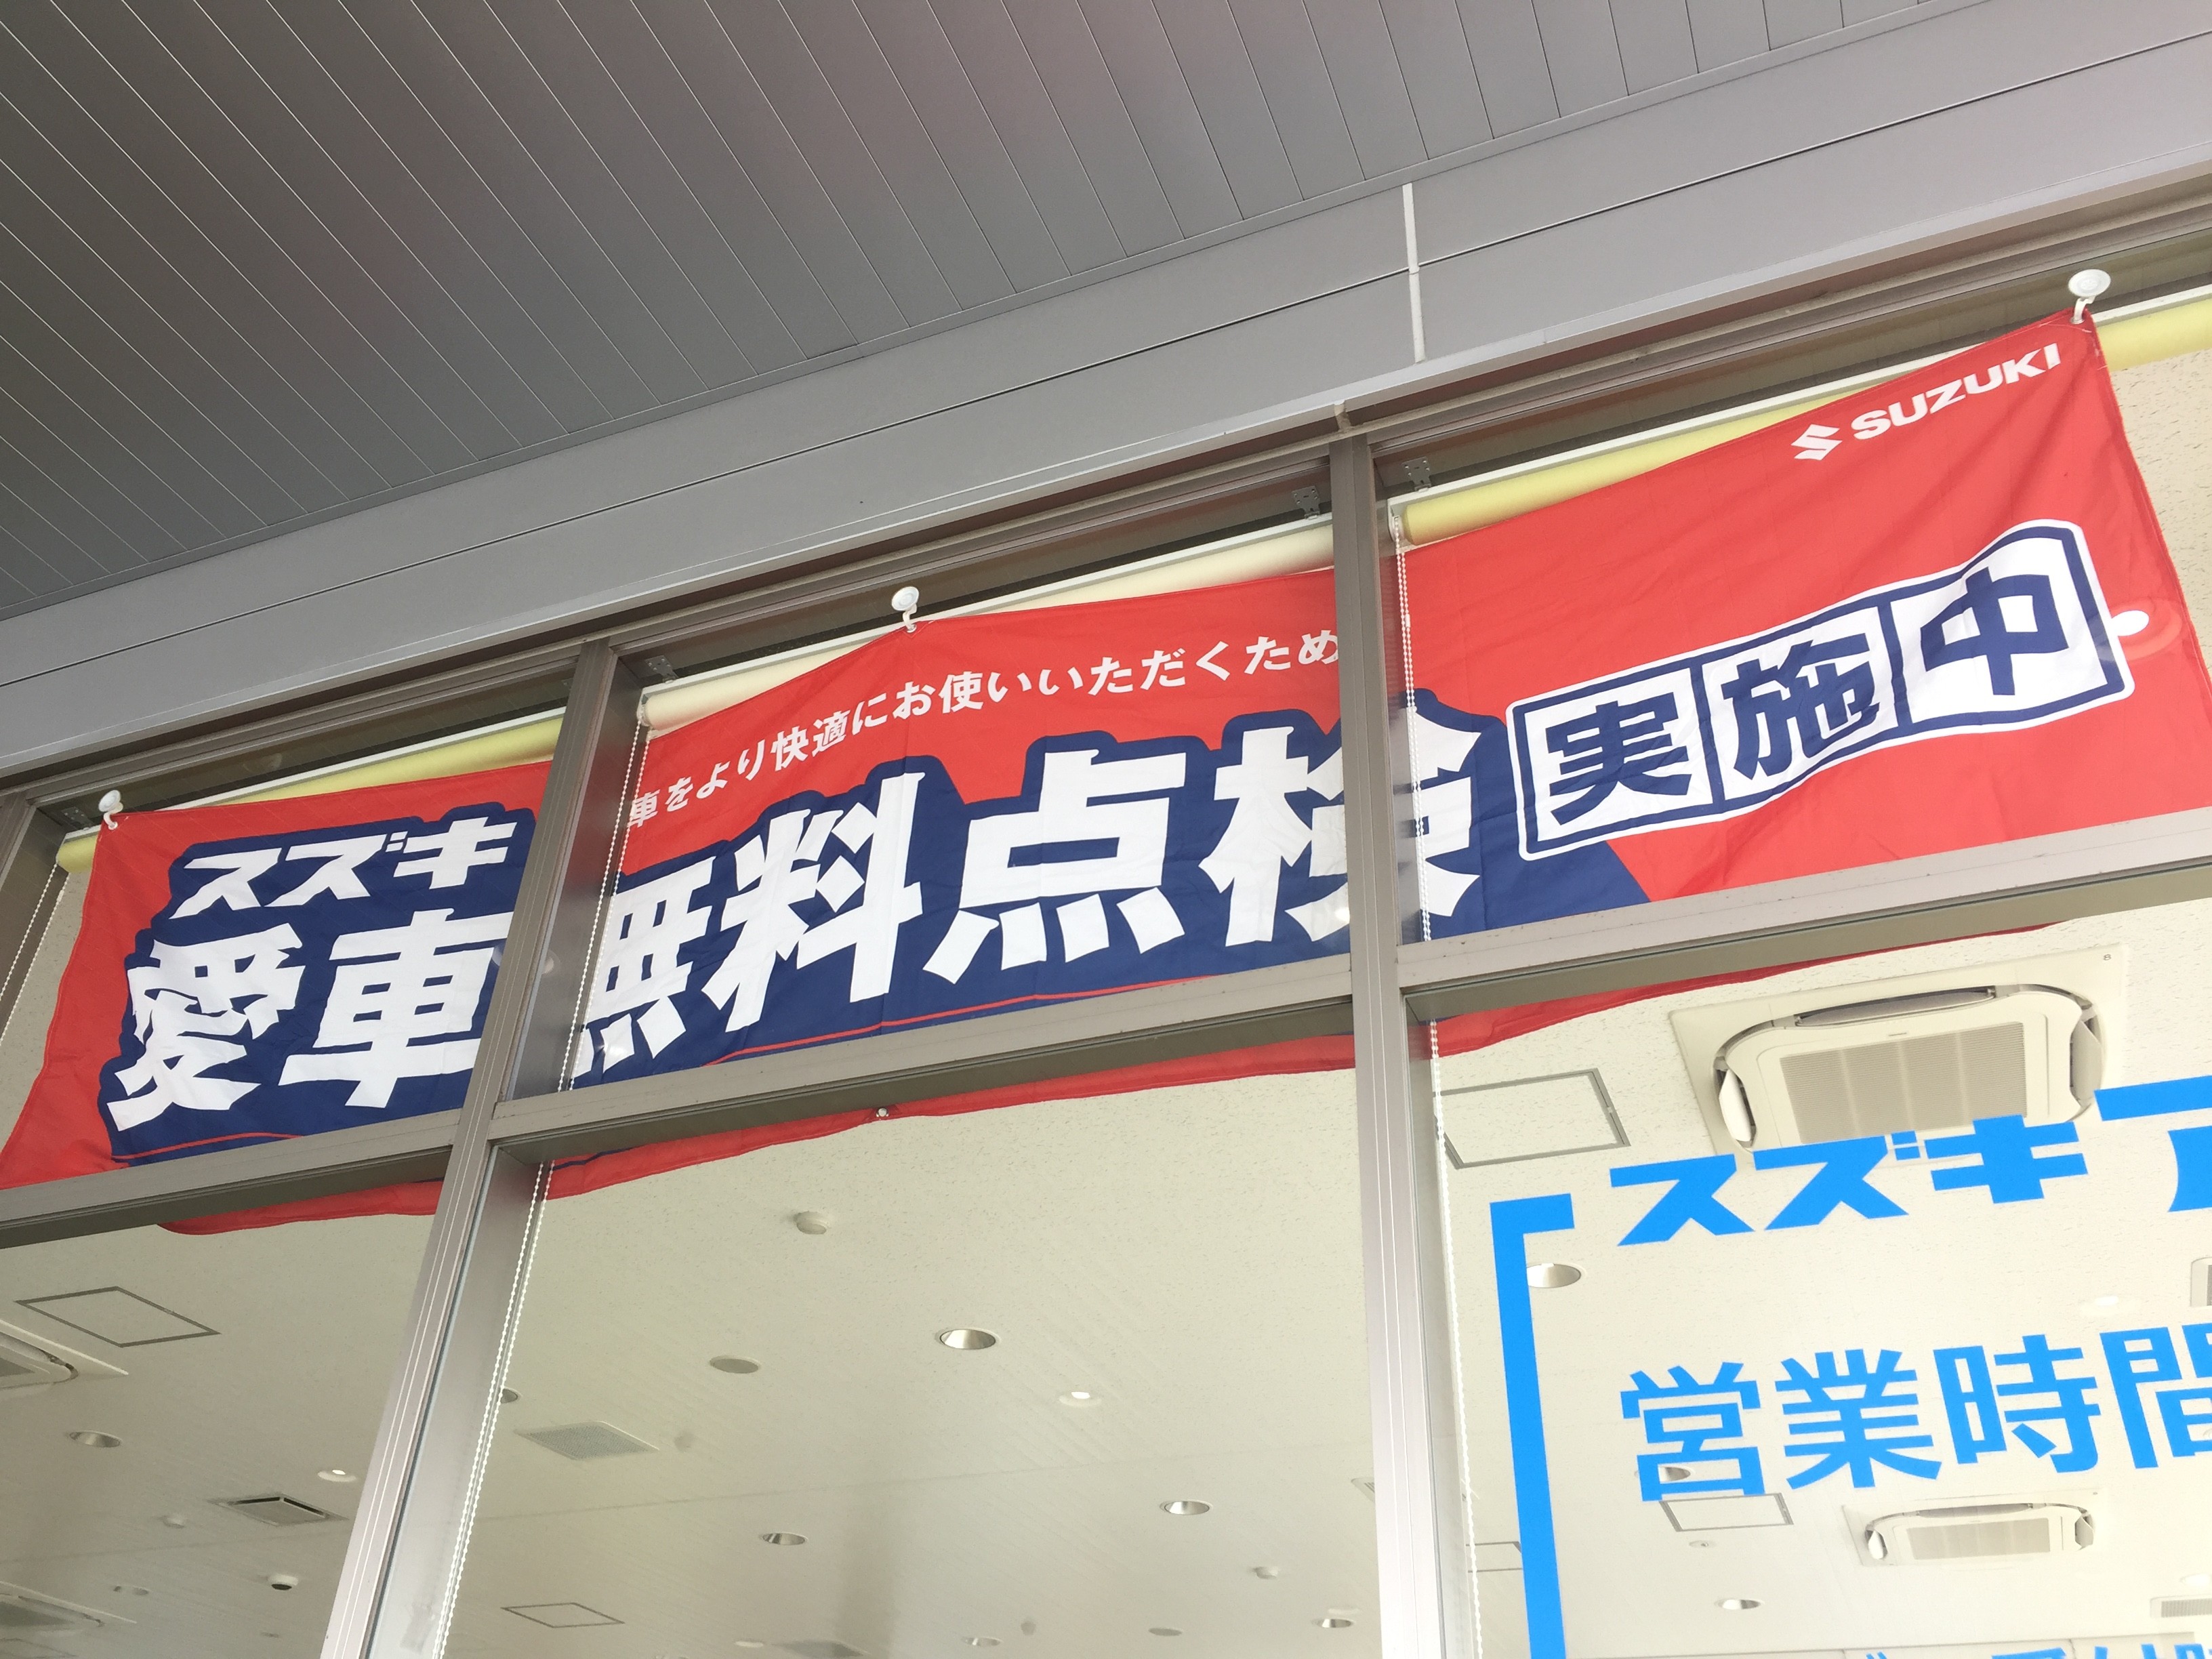 SUZUKI
車をより快適にお使いいただくため
スズキ
愛車無料点検 実施中
スズキ
営業時間